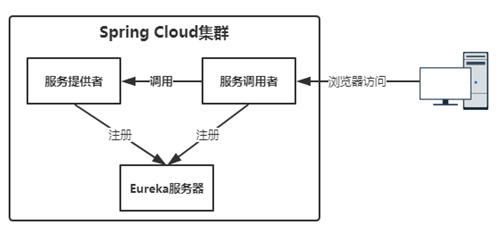 Spring Cloud集群
服务提供者
调用
服务调用者
浏览器访问
注册
注册
Eureka服务器